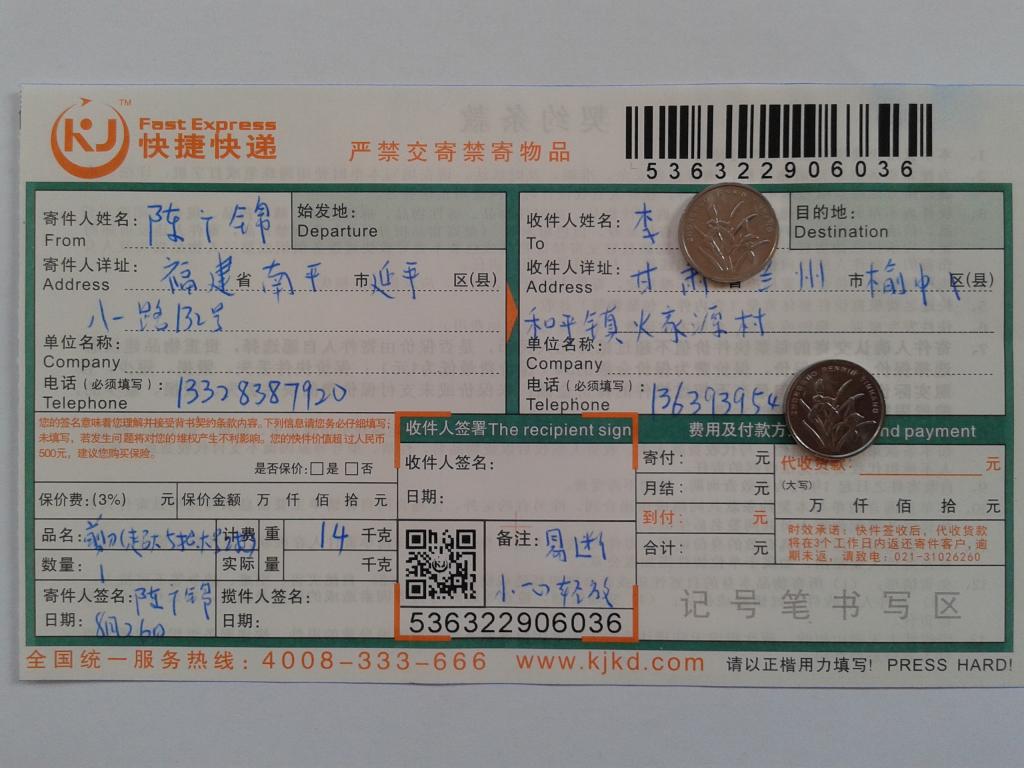 KJ TM
Fast Express
快捷快递
严禁交寄禁寄物品
536322906036
寄件人姓名: 陈广锦
From
始发地:
Departure
寄件人详址: 福建省南平市延平区(县)
Address
八一路132号
单位名称:
Company
电话(必须填写): 13328387920
Telephone
收件人姓名: 李
To
目的地:
Destination
收件人详址: 甘肃省兰州市榆中区(县)
Address
和平镇火家湾村
单位名称:
Company
电话(必须填写): 136393954
Telephone
您的签名意味着您理解并接受背书契约的条款内容。下列信息请您务必仔细填写;
未填写,若发生问题将对您的维权产生不利影响。您的快件价值超过人民币
500元,建议您购买保险。
是否保价: □是 □否
保价费:(3%) 元 保价金额 万 仟 佰 拾 元
品名:
计费重量 14 千克
数量: 1
实际 千克
寄件人签名: 陈广锦
日期: 8月26日
揽件人签名:
日期:
收件人签署The recipient sign
收件人签名:
日期:
备注: 易断
小心轻放
536322906036
费用及付款方 nd payment
寄付: 元
月结: 元
到付: 元
合计: 元
代收货款: 元
(大写)
万 仟 佰 拾 元
时效承诺: 快件签收后,代收货款
将在3个工作日内返还寄件客户,逾
期未返,请致电: 021-31026260
记号笔书写区
全国统一服务热线: 4008-333-666 www.kjkd.com 请以正楷用力填写! PRESS HARD!